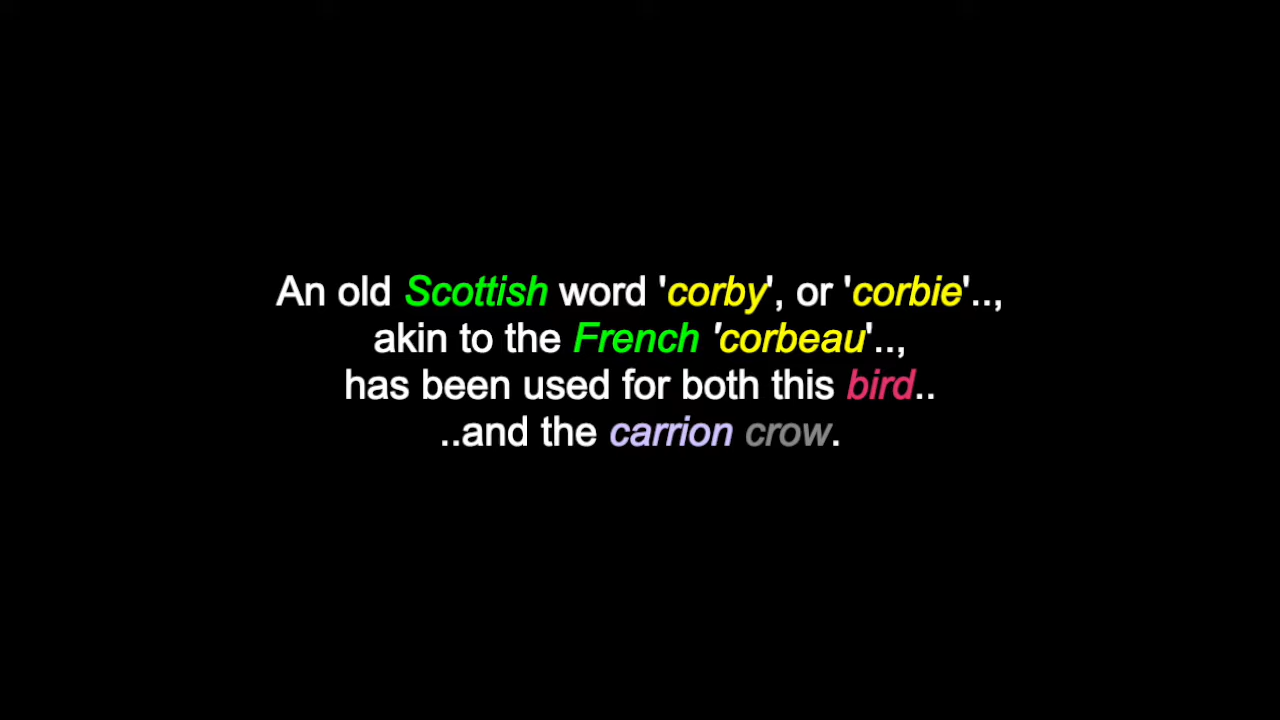 An old Scottish word 'corby', or 'corbie'..,
akin to the French 'corbeau'..,
has been used for both this bird..
..and the carrion crow.